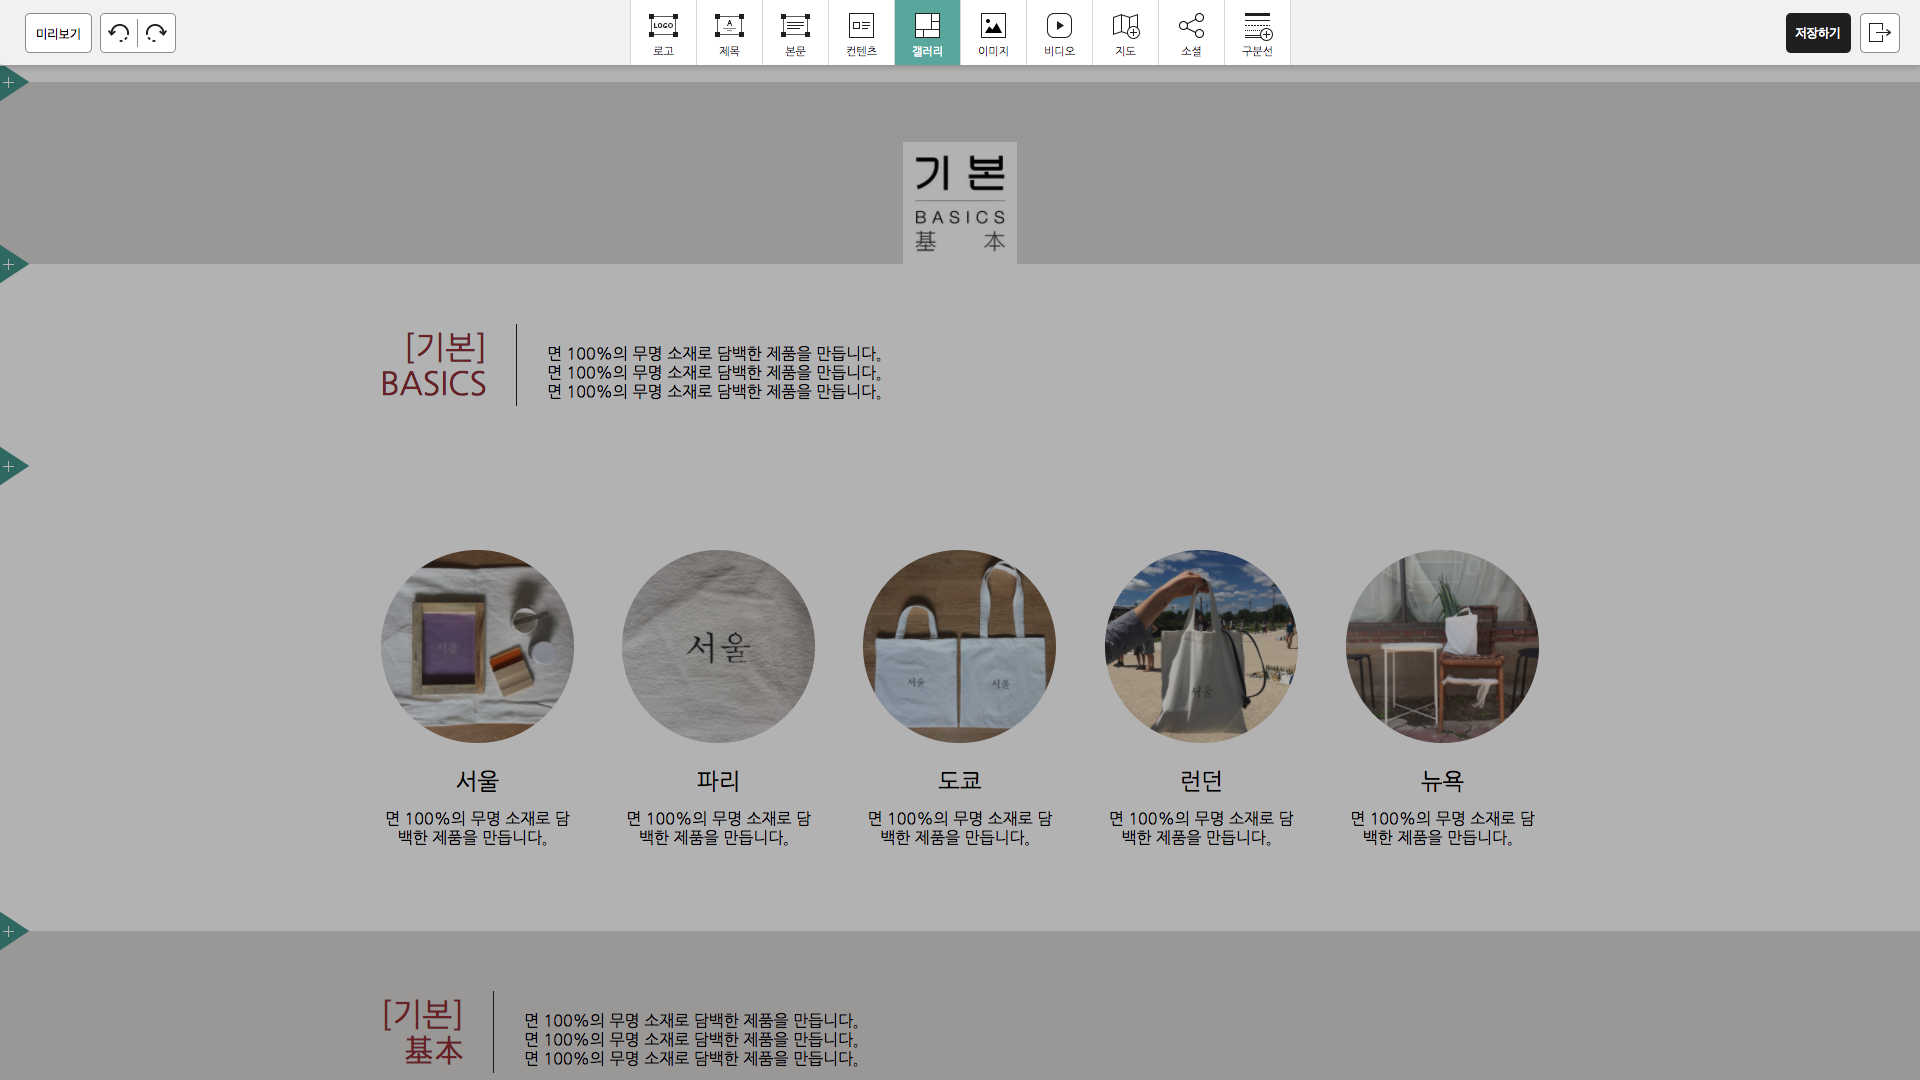 미리보기
LOGO
로고
A
제목
본문
컨텐츠
갤러리
이미지
비디오
지도
소셜
구분선
저장하기
기 본
BASICS
基 本
[기본]
BASICS
면 100%의 무명 소재로 담백한 제품을 만듭니다.
면 100%의 무명 소재로 담백한 제품을 만듭니다.
면 100%의 무명 소재로 담백한 제품을 만듭니다.
서울
서울
서울
서울
서울
서울
면 100%의 무명 소재로 담
백한 제품을 만듭니다.
파리
면 100%의 무명 소재로 담
백한 제품을 만듭니다.
도쿄
면 100%의 무명 소재로 담
백한 제품을 만듭니다.
런던
면 100%의 무명 소재로 담
백한 제품을 만듭니다.
뉴욕
면 100%의 무명 소재로 담
백한 제품을 만듭니다.
[기본]
基本
면 100%의 무명 소재로 담백한 제품을 만듭니다.
면 100%의 무명 소재로 담백한 제품을 만듭니다.
면 100%의 무명 소재로 담백한 제품을 만듭니다.